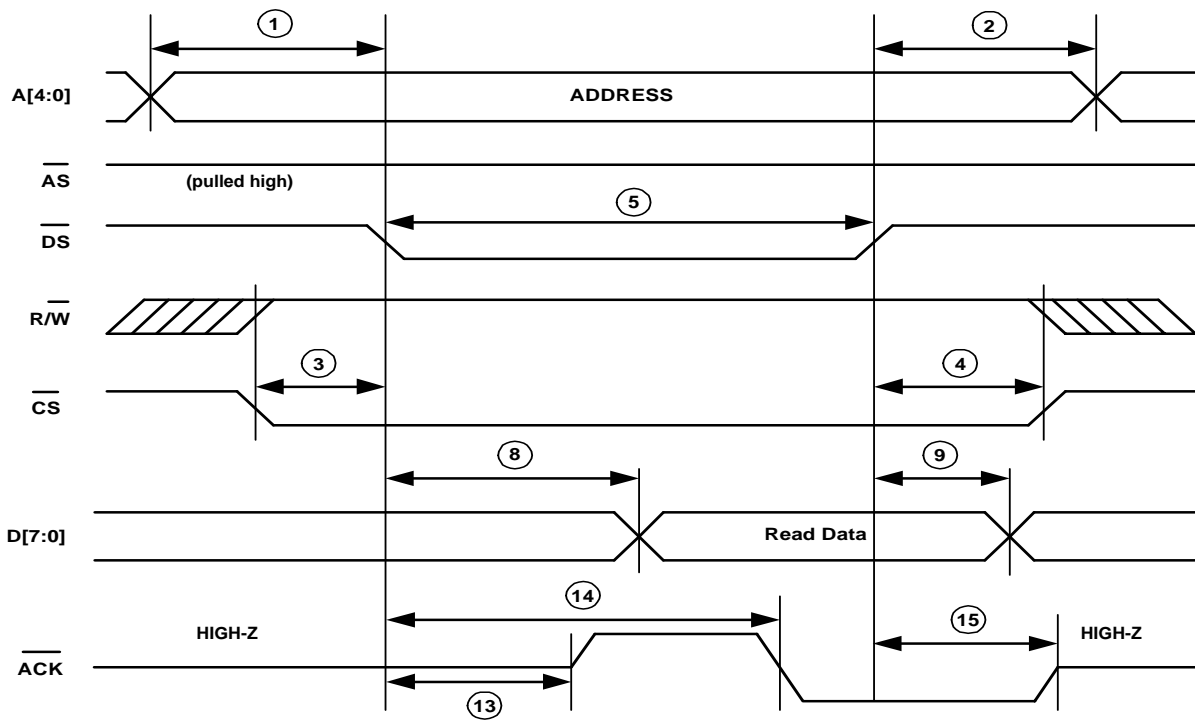 1
2
A[4:0]
ADDRESS
AS
(pulled high)
5
DS
R/W
3
4
CS
8
9
D[7:0]
Read Data
14
HIGH-Z
15
HIGH-Z
ACK
13